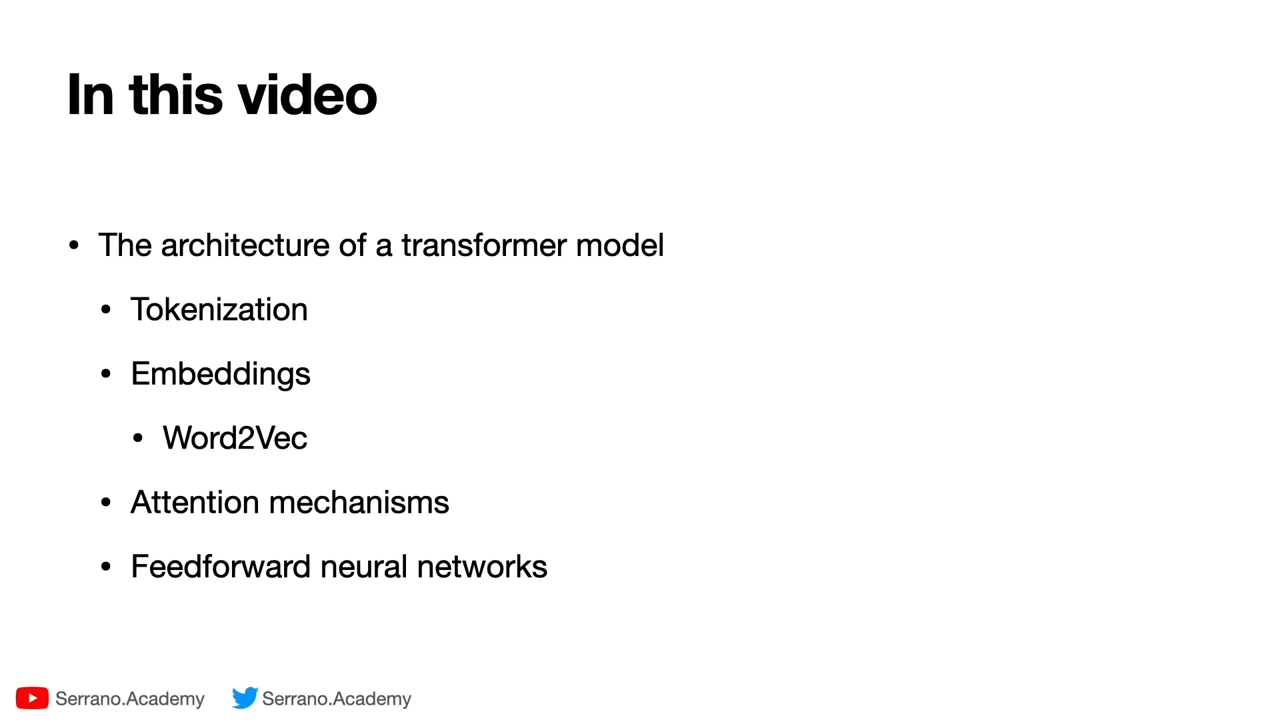 In this video
• The architecture of a transformer model
• Tokenization
• Embeddings
• Word2Vec
• Attention mechanisms
• Feedforward neural networks
Serrano.Academy Serrano.Academy